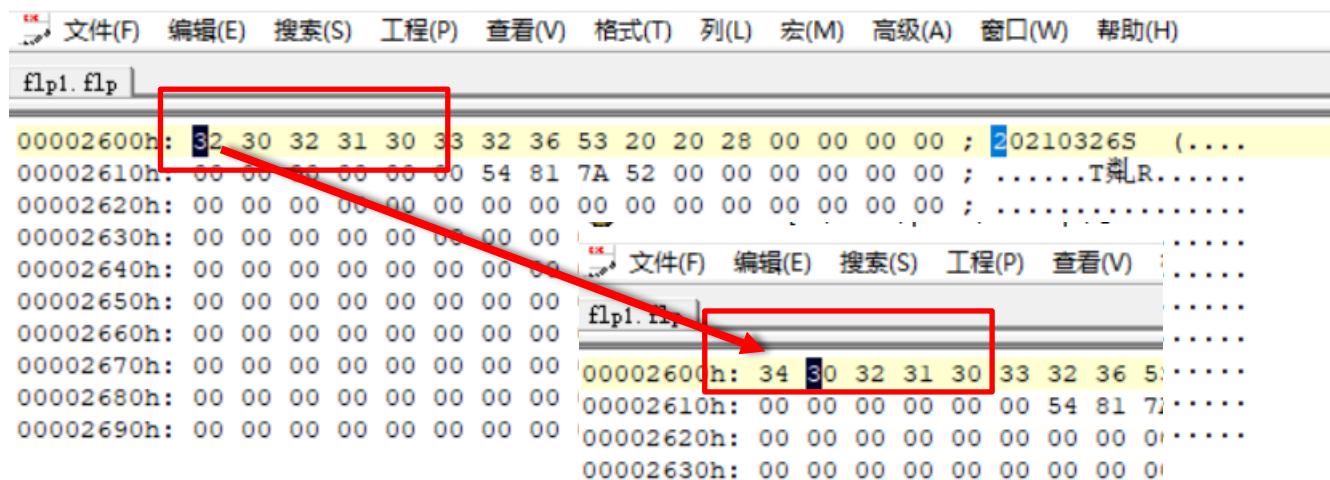 文件(F) 编辑(E) 搜索(S) 工程(P) 查看(V) 格式(T) 列(L) 宏(M) 高级(A) 窗口(W) 帮助(H)
flp1.flp
00002600h: 32 30 32 31 30 33 32 36 53 20 20 28 00 00 00 00 ; 20210326S  (....
00002610h: 00 00 00 00 00 00 54 81 7A 52 00 00 00 00 00 00 ; ......T亃R......
00002620h: 00 00 00 00 00 00 00 00 00 00 00 00 00 00 00 00 ; ................
00002630h: 00 00 00 00 00 00 00 00
00002640h: 00 00 00 00 00 00 00 00
00002650h: 00 00 00 00 00 00 00 00
00002660h: 00 00 00 00 00 00 00 00
00002670h: 00 00 00 00 00 00 00 00
00002680h: 00 00 00 00 00 00 00 00
00002690h: 00 00 00 00 00 00 00 00
文件(F) 编辑(E) 搜索(S) 工程(P) 查看(V)
flp1.flp
00002600h: 34 30 32 31 30 33 32 36
00002610h: 00 00 00 00 00 00 54 81
00002620h: 00 00 00 00 00 00 00 00
00002630h: 00 00 00 00 00 00 00 00